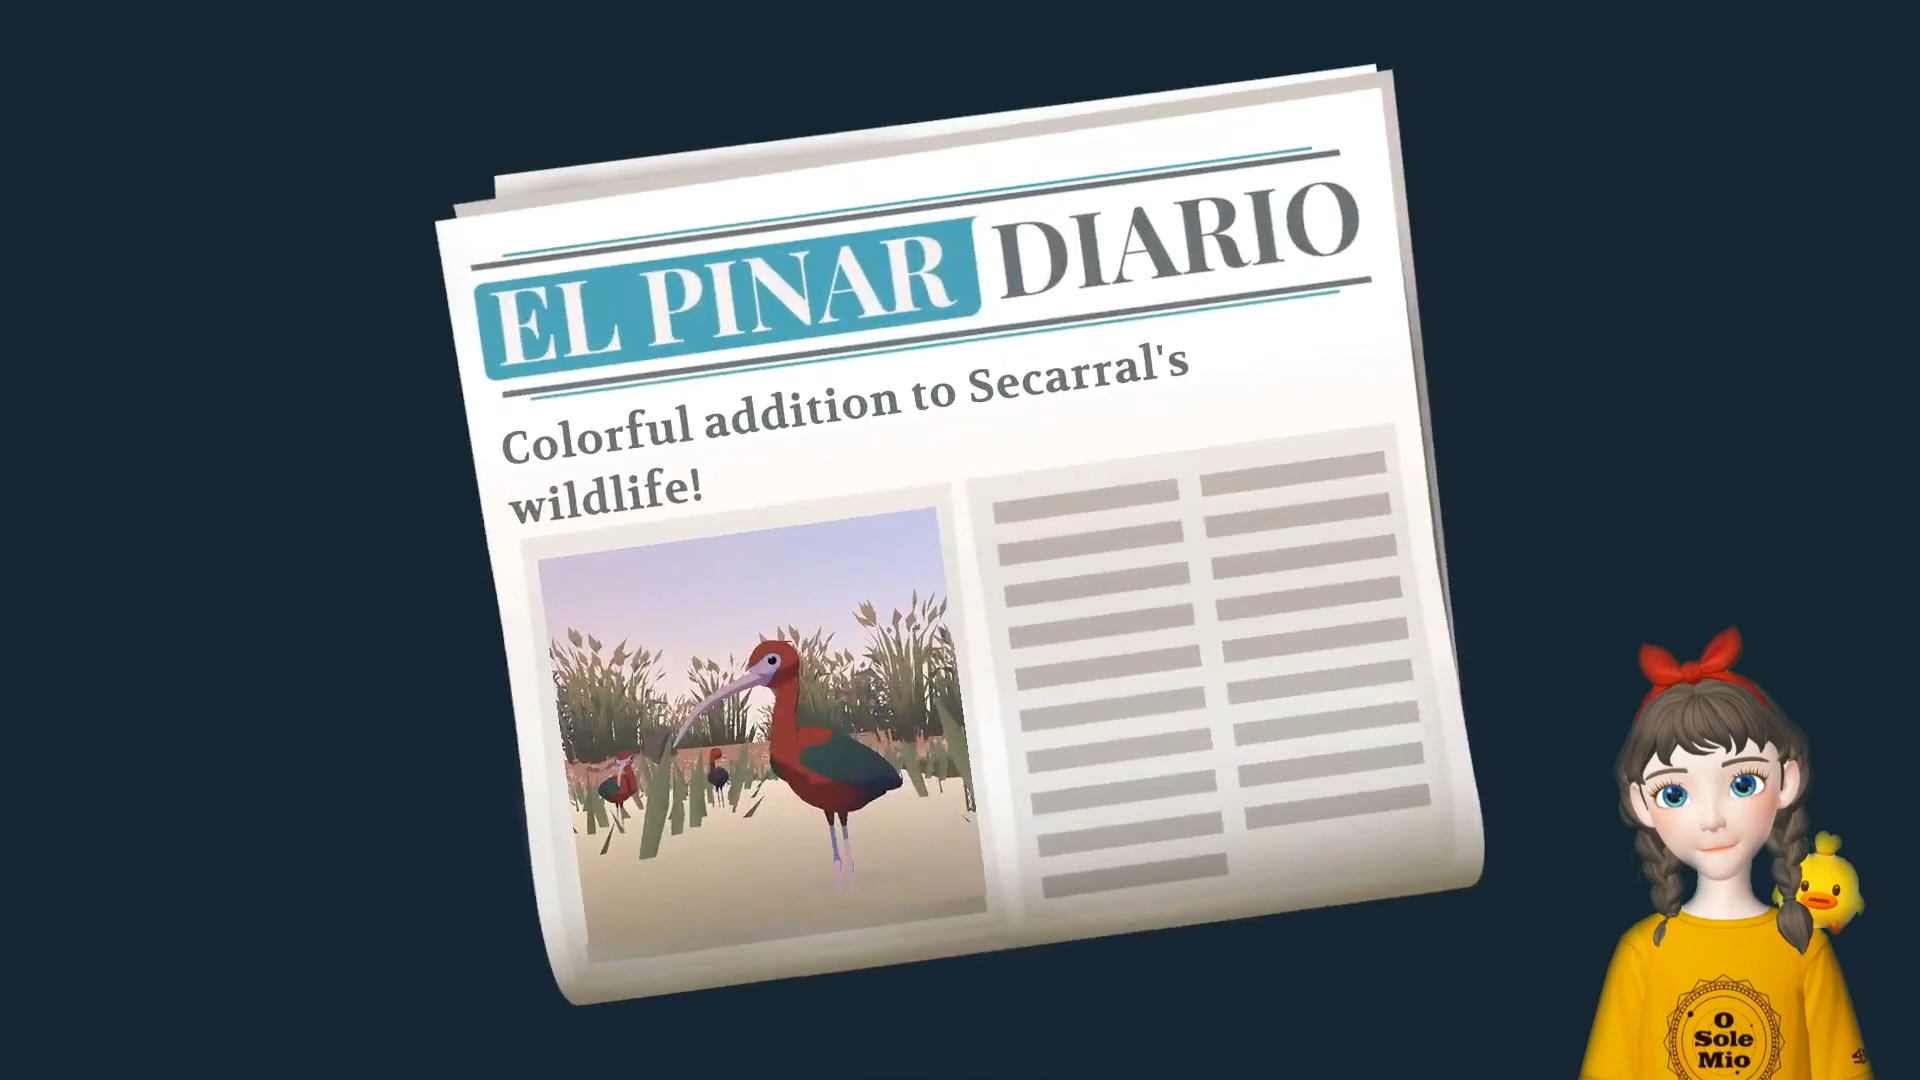 EL PINAR DIARIO
Colorful addition to Secarral's
wildlife!
O
Sole
Mio